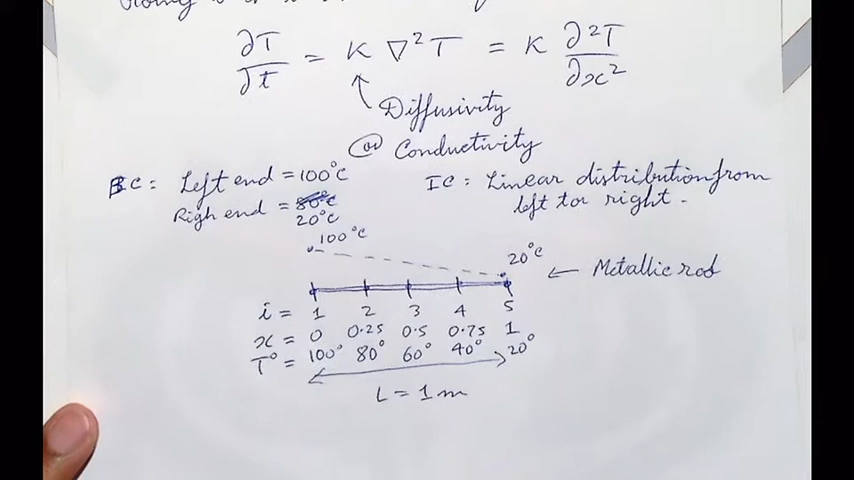 ∂T/∂t = K ∇²T = K ∂²T/∂x²
Diffusivity
(or) Conductivity
BC: Left end = 100°C
Righ end = 80°C
20°C
IC: Linear distribution from
left tor right.
100°C
20°C
← Metallic rod
i = 1 2 3 4 5
x = 0 0.25 0.5 0.75 1
T° = 100° 80° 60° 40° 20°
L = 1m